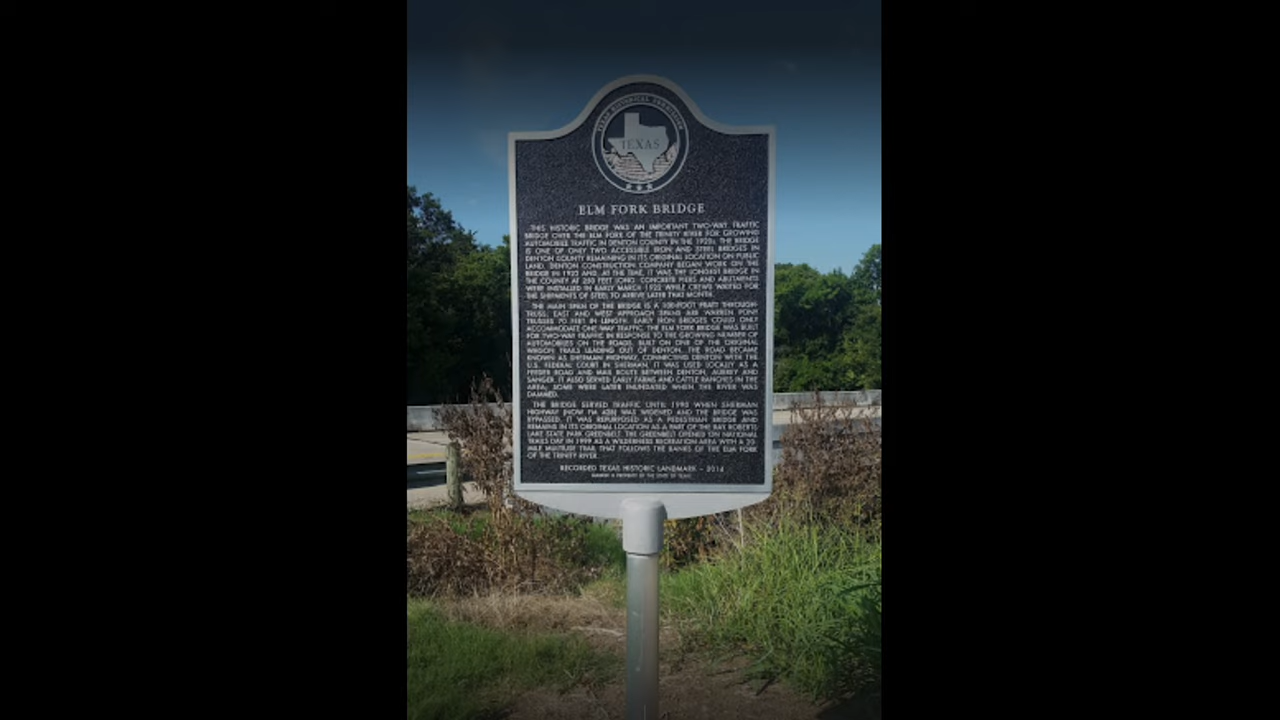 TEXAS HISTORICAL COMMISSION
TEXAS
ELM FORK BRIDGE
THIS HISTORIC BRIDGE WAS AN IMPORTANT TWO-WAY TRAFFIC
BRIDGE OVER THE ELM FORK OF THE TRINITY RIVER FOR GROWING
AUTOMOBILE TRAFFIC IN DENTON COUNTY IN THE 1920s. THE BRIDGE
IS ONE OF ONLY TWO ACCESSIBLE IRON AND STEEL BRIDGES IN
DENTON COUNTY REMAINING IN ITS ORIGINAL LOCATION ON PUBLIC
LAND. DENTON CONSTRUCTION COMPANY BEGAN WORK ON THE
BRIDGE IN 1922 AND, AT THE TIME, IT WAS THE LONGEST BRIDGE IN
THE COUNTY AT 250 FEET LONG. CONCRETE PIERS AND ABUTMENTS
WERE INSTALLED IN EARLY MARCH 1922 WHILE CREWS WAITED FOR
THE SHIPMENTS OF STEEL TO ARRIVE LATER THAT MONTH.
THE MAIN SPAN OF THE BRIDGE IS A 100-FOOT PRATT THROUGH-
TRUSS. EAST AND WEST APPROACH SPANS ARE WARREN PONY
TRUSSES 70 FEET IN LENGTH. EARLY IRON BRIDGES COULD ONLY
ACCOMMODATE ONE-WAY TRAFFIC. THE ELM FORK BRIDGE WAS BUILT
FOR TWO-WAY TRAFFIC IN RESPONSE TO THE GROWING NUMBER OF
AUTOMOBILES ON THE ROADS. BUILT ON ONE OF THE ORIGINAL
WAGON TRAILS LEADING OUT OF DENTON, THE ROAD BECAME
KNOWN AS SHERMAN HIGHWAY, CONNECTING DENTON WITH THE
U.S. FEDERAL COURT IN SHERMAN. IT WAS USED LOCALLY AS A
FEEDER ROAD AND MAIL ROUTE BETWEEN DENTON, AUBREY AND
SANGER. IT ALSO SERVED EARLY FARMS AND CATTLE RANCHES IN THE
AREA; SOME WERE LATER INUNDATED WHEN THE RIVER WAS
DAMMED.
THE BRIDGE SERVED TRAFFIC UNTIL 1990 WHEN SHERMAN
HIGHWAY (NOW FM 428) WAS WIDENED AND THE BRIDGE WAS
BYPASSED. IT WAS REPURPOSED AS A PEDESTRIAN BRIDGE AND
REMAINS IN ITS ORIGINAL LOCATION AS A PART OF THE RAY ROBERTS
LAKE STATE PARK GREENBELT. THE GREENBELT OPENED ON NATIONAL
TRAILS DAY IN 1999 AS A WILDERNESS RECREATION AREA WITH A 20-
MILE MULTIUSE TRAIL THAT FOLLOWS THE BANKS OF THE ELM FORK
OF THE TRINITY RIVER.
RECORDED TEXAS HISTORIC LANDMARK – 2014
MARKER IS PROPERTY OF THE STATE OF TEXAS